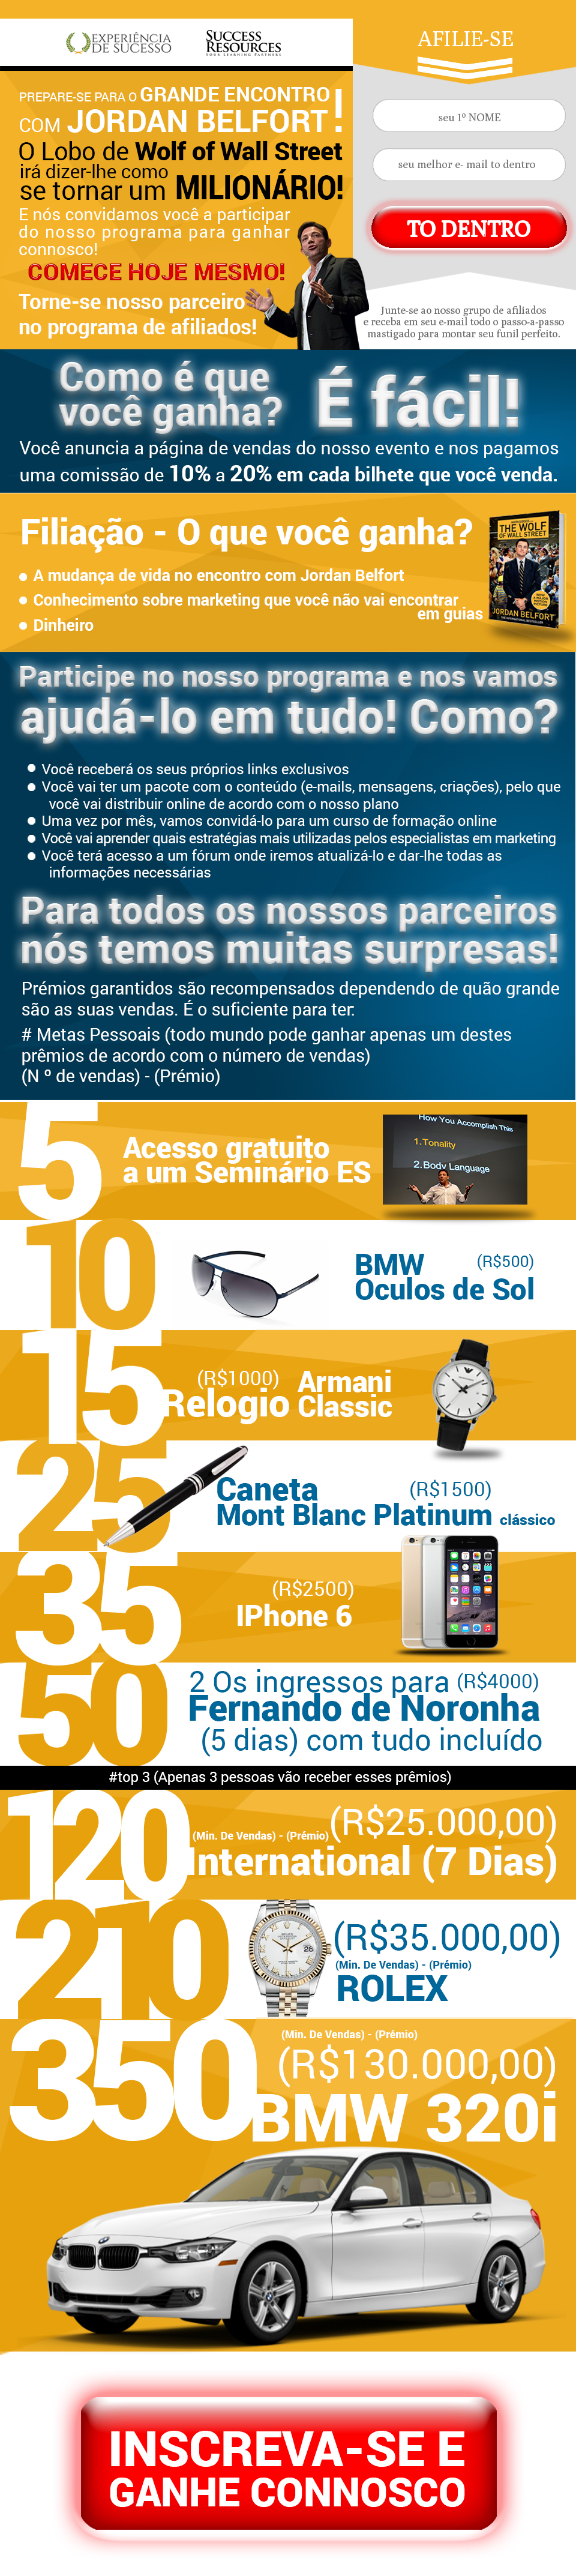 EXPERIÊNCIA
DE SUCESSO
SUCCESS
RESOURCES
YOUR LEARNING PARTNERS
AFILIE-SE
seu 1º NOME
seu melhor e- mail to dentro
TO DENTRO
Junte-se ao nosso grupo de afiliados
e receba em seu e-mail todo o passo-a-passo
mastigado para montar seu funil perfeito.
PREPARE-SE PARA O GRANDE ENCONTRO
COM JORDAN BELFORT !
O Lobo de Wolf of Wall Street
irá dizer-lhe como
se tornar um MILIONÁRIO!
E nós convidamos você a participar
do nosso programa para ganhar
connosco!
COMECE HOJE MESMO!
Torne-se nosso parceiro
no programa de afiliados!
Como é que
você ganha? É fácil!
Você anuncia a página de vendas do nosso evento e nos pagamos
uma comissão de 10% a 20% em cada bilhete que você venda.
Filiação - O que você ganha?
• A mudança de vida no encontro com Jordan Belfort
• Conhecimento sobre marketing que você não vai encontrar
em guias
• Dinheiro
THE WOLF
OF WALL STREET
JORDAN BELFORT
Participe no nosso programa e nos vamos
ajudá-lo em tudo! Como?
• Você receberá os seus próprios links exclusivos
• Você vai ter um pacote com o conteúdo (e-mails, mensagens, criações), pelo que
você vai distribuir online de acordo com o nosso plano
• Uma vez por mês, vamos convidá-lo para um curso de formação online
• Você vai aprender quais estratégias mais utilizadas pelos especialistas em marketing
• Você terá acesso a um fórum onde iremos atualizá-lo e dar-lhe todas as
informações necessárias
Para todos os nossos parceiros
nós temos muitas surpresas!
Prémios garantidos são recompensados dependendo de quão grande
são as suas vendas. É o suficiente para ter:
# Metas Pessoais (todo mundo pode ganhar apenas um destes
prêmios de acordo com o número de vendas)
(N º de vendas) - (Prémio)
5
Acesso gratuito
a um Seminário ES
How You Accomplish This
1.Tonality
2.Body Language
10
BMW (R$500)
Oculos de Sol
15
(R$1000) Armani
Relogio Classic
25
Caneta (R$1500)
Mont Blanc Platinum clássico
35
(R$2500)
IPhone 6
50
2 Os ingressos para (R$4000)
Fernando de Noronha
(5 dias) com tudo incluído
#top 3 (Apenas 3 pessoas vão receber esses prêmios)
120
(Min. De Vendas) - (Prémio) (R$25.000,00)
International (7 Dias)
210
(R$35.000,00)
(Min. De Vendas) - (Prémio)
ROLEX
350
(Min. De Vendas) - (Prémio)
(R$130.000,00)
BMW 320i
INSCREVA-SE E
GANHE CONNOSCO